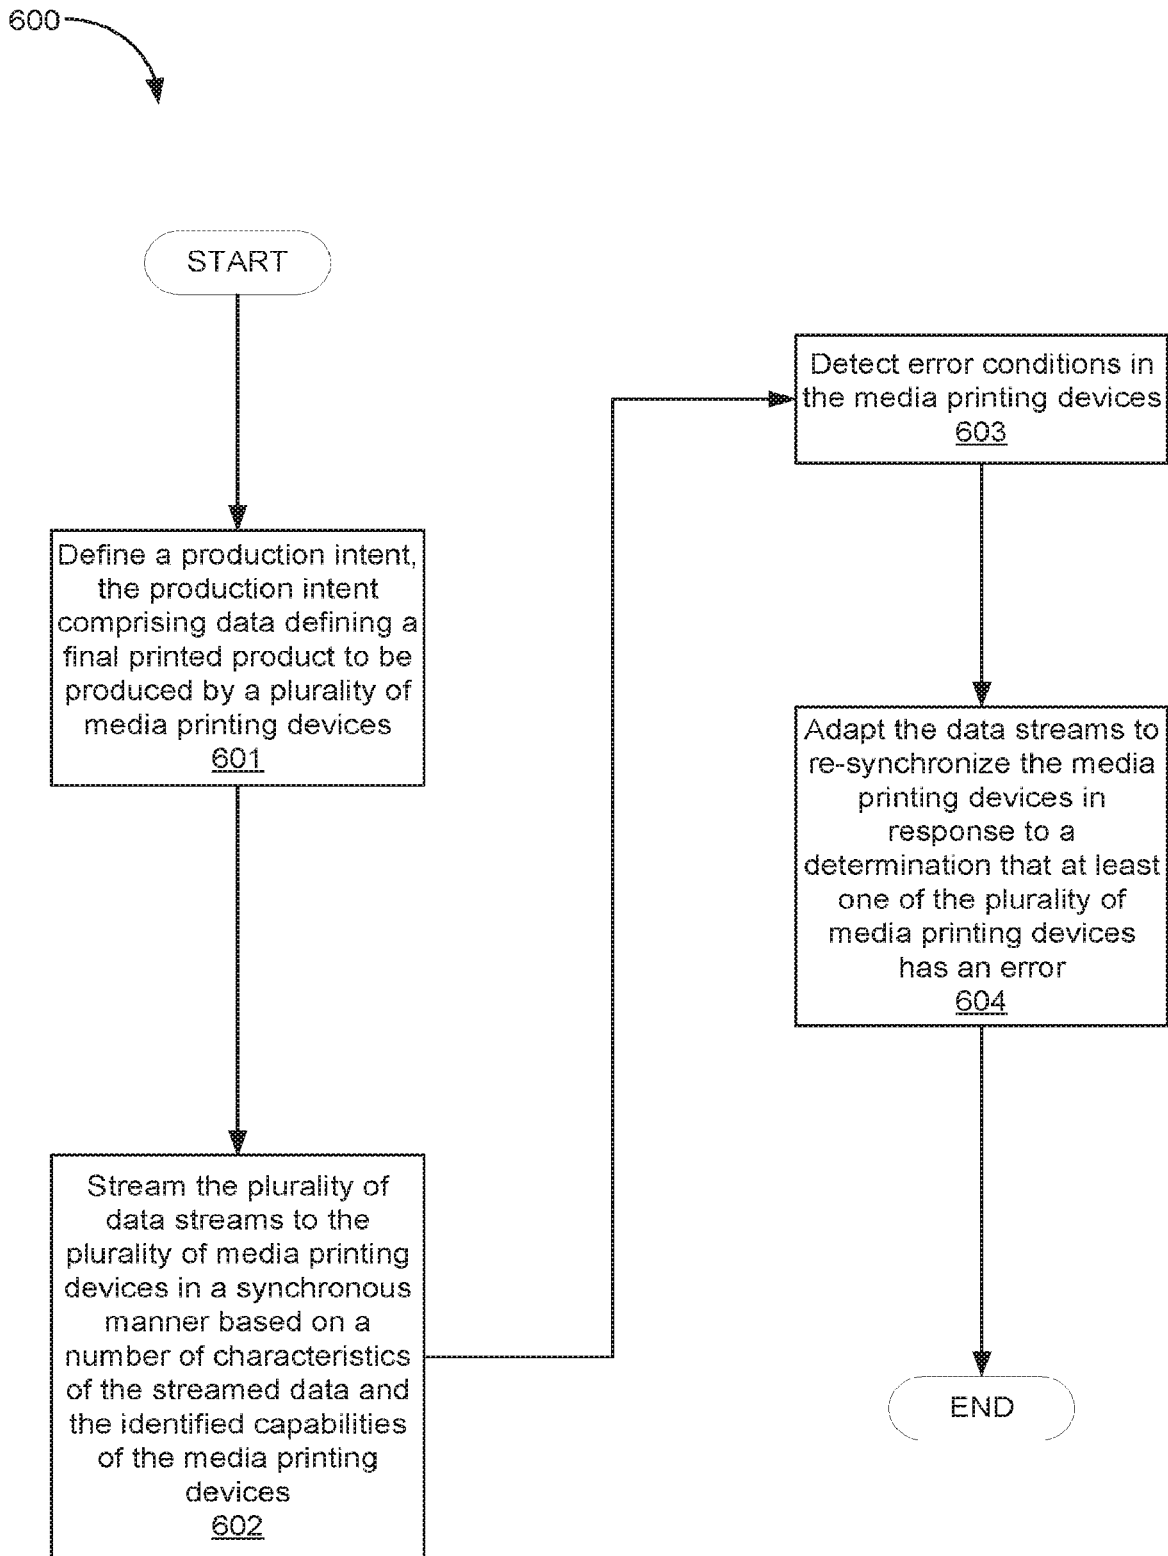 600
START
Define a production intent,
the production intent
comprising data defining a
final printed product to be
produced by a plurality of
media printing devices
601
Stream the plurality of
data streams to the
plurality of media printing
devices in a synchronous
manner based on a
number of characteristics
of the streamed data and
the identified capabilities
of the media printing
devices
602
Detect error conditions in
the media printing devices
603
Adapt the data streams to
re-synchronize the media
printing devices in
response to a
determination that at least
one of the plurality of
media printing devices
has an error
604
END